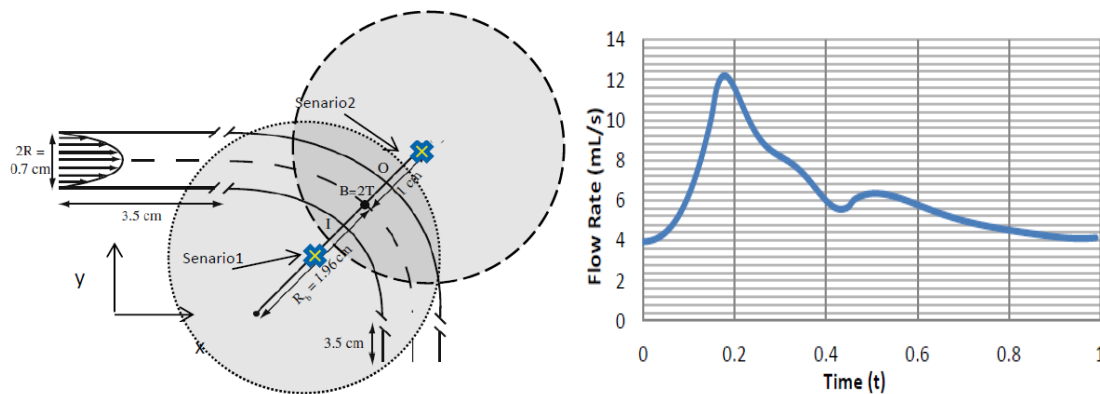 Senario2
2R =
0.7 cm
O
B=2T
1 cm
3.5 cm
I
Senario1
R_b = 1.96 cm
y
x
3.5 cm
Flow Rate (mL/s)
14
12
10
8
6
4
2
0
0 0.2 0.4 0.6 0.8 1
Time (t)